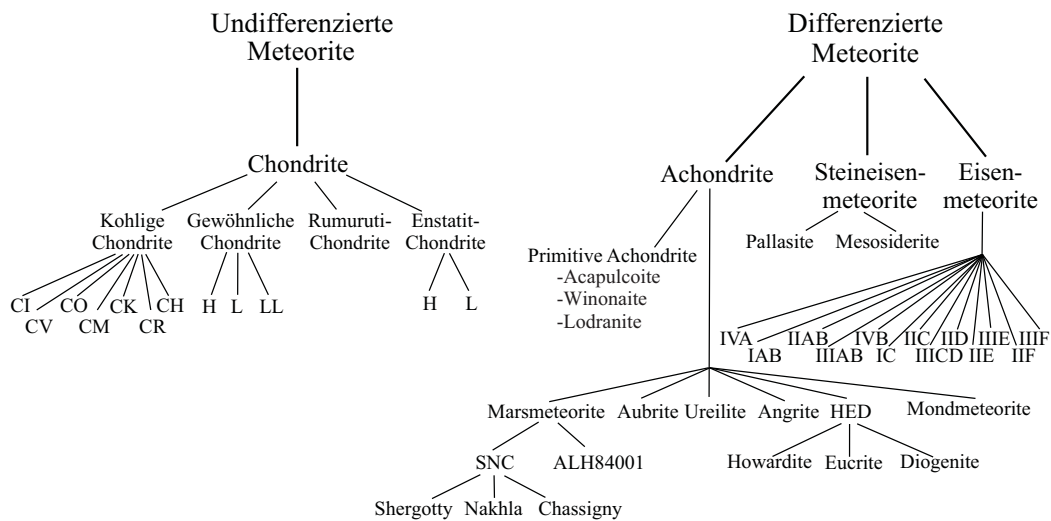 Undifferenzierte
Meteorite
Differenzierte
Meteorite
Chondrite
Achondrite
Steineisen-
meteorite
Eisen-
meteorite
Kohlige
Chondrite
Gewöhnliche
Chondrite
Rumuruti-
Chondrite
Enstatit-
Chondrite
Pallasite
Mesosiderite
Primitive Achondrite
-Acapulcoite
-Winonaite
-Lodranite
CI
CO
CK
CH
CV
CM
CR
H
L
LL
H
L
IVA
IIAB
IVB
IIC
IID
IIIE
IIIF
IAB
IIIAB
IC
IIICD
IIE
IIF
Marsmeteorite
Aubrite
Ureilite
Angrite
HED
Mondmeteorite
SNC
ALH84001
Howardite
Eucrite
Diogenite
Shergotty
Nakhla
Chassigny